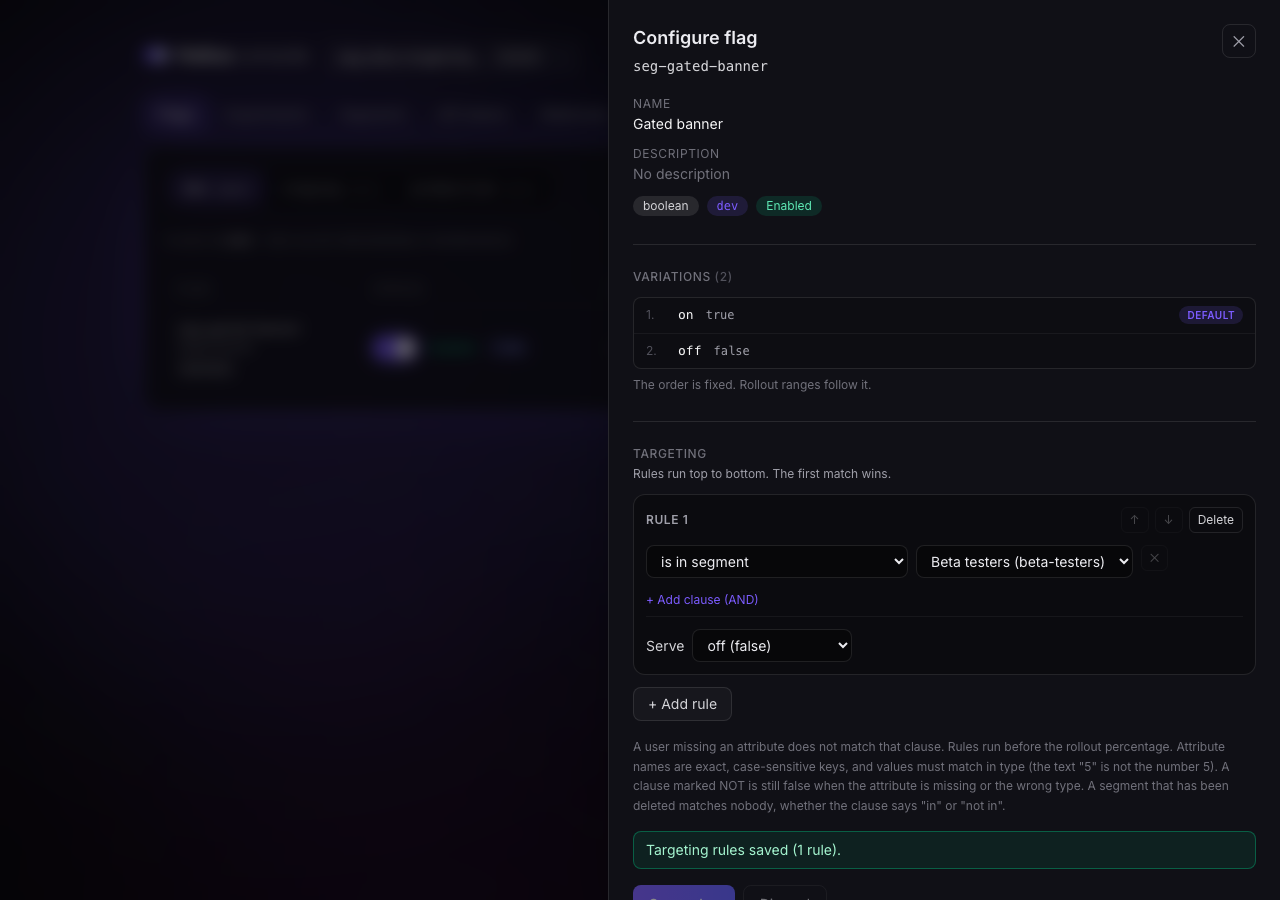 Configure flag
seg-gated-banner
NAME
Gated banner
DESCRIPTION
No description
boolean dev Enabled
VARIATIONS (2)
1. on true DEFAULT
2. off false
The order is fixed. Rollout ranges follow it.
TARGETING
Rules run top to bottom. The first match wins.
RULE 1 ↑ ↓ Delete
is in segment Beta testers (beta-testers)
+ Add clause (AND)
Serve off (false)
+ Add rule
A user missing an attribute does not match that clause. Rules run before the rollout percentage. Attribute
names are exact, case-sensitive keys, and values must match in type (the text "5" is not the number 5). A
clause marked NOT is still false when the attribute is missing or the wrong type. A segment that has been
deleted matches nobody, whether the clause says "in" or "not in".
Targeting rules saved (1 rule).